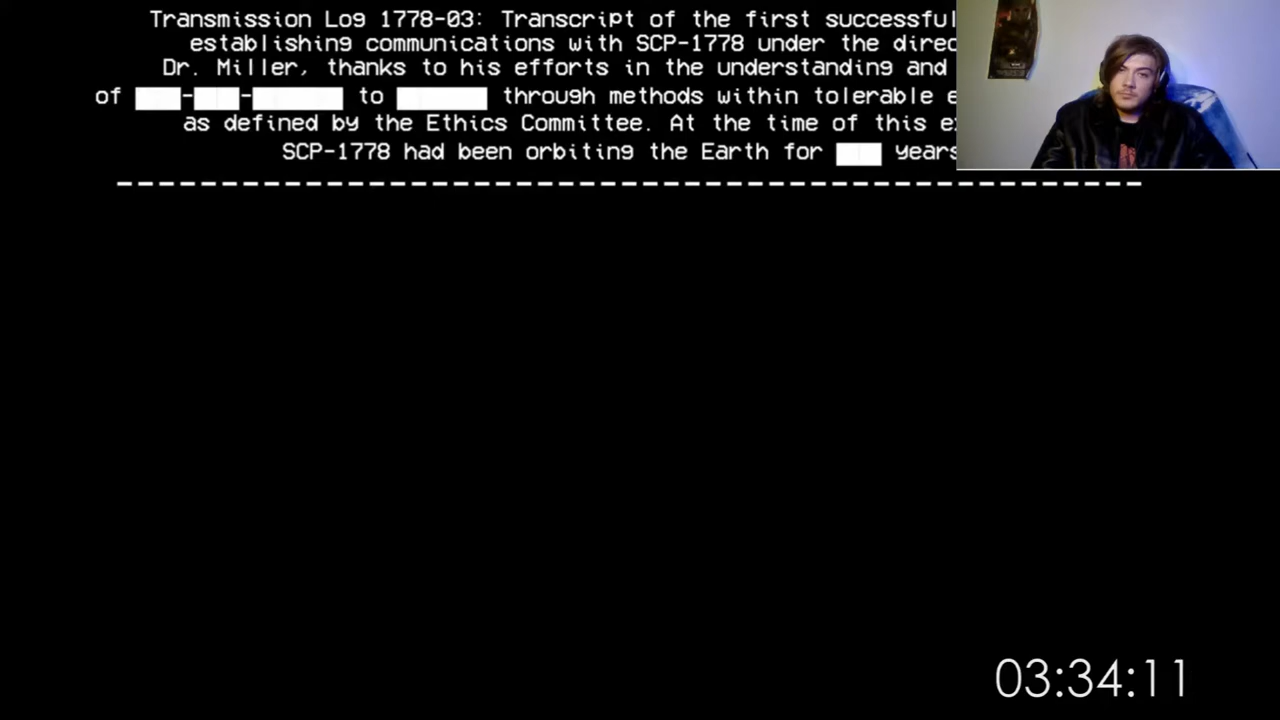 Transmission Log 1778-03: Transcript of the first successful
establishing communications with SCP-1778 under the
Dr. Miller, thanks to his efforts in the understanding and
of ███-███-██████ to ██████ through methods within tolerable
as defined by the Ethics Committee. At the time of this
SCP-1778 had been orbiting the Earth for ███ years
------------------------------------------------------------
03:34:11